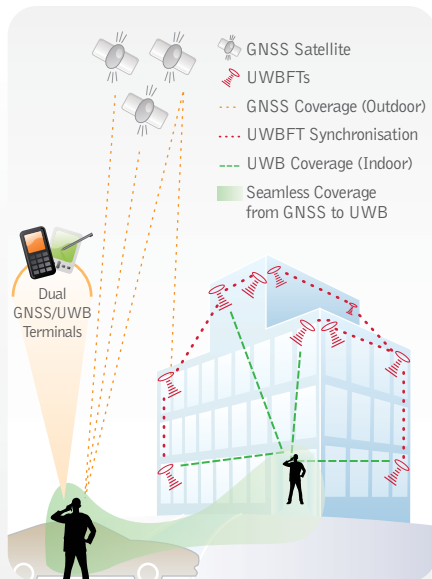 GNSS Satellite
UWBFTs
GNSS Coverage (Outdoor)
UWBFT Synchronisation
UWB Coverage (Indoor)
Seamless Coverage
from GNSS to UWB
Dual
GNSS/UWB
Terminals